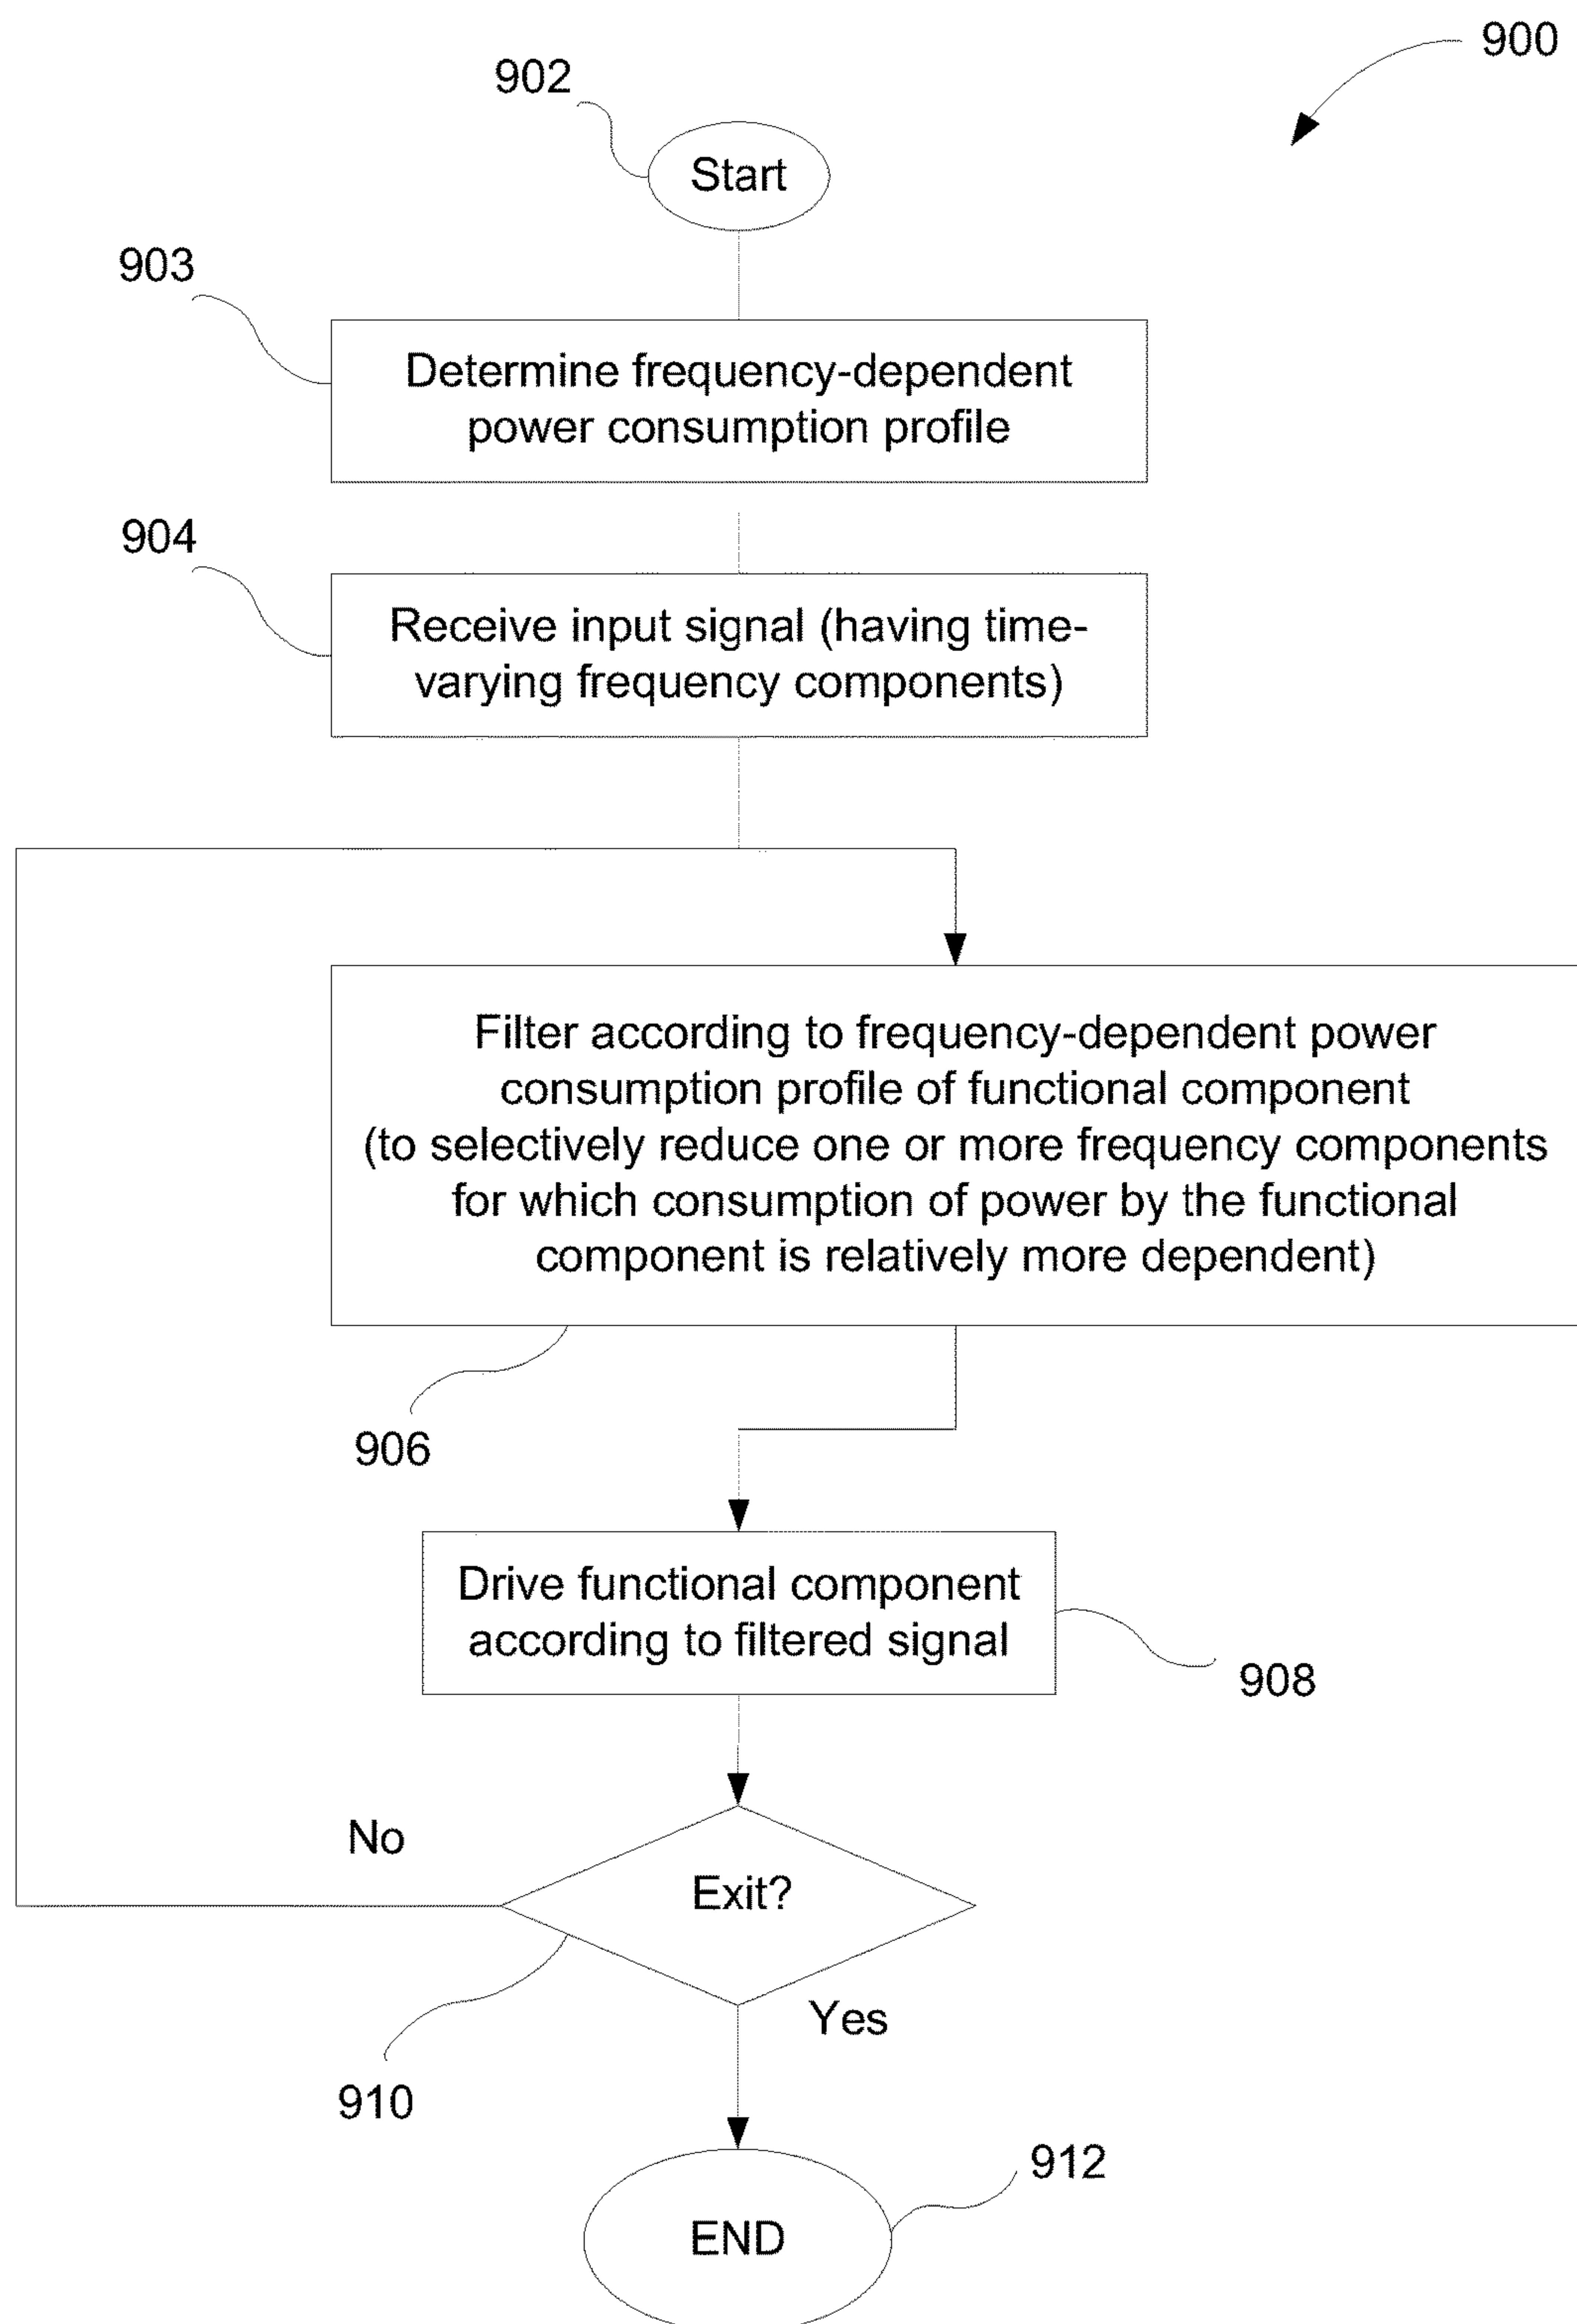 900
902
Start
903
Determine frequency-dependent
power consumption profile
904
Receive input signal (having time-
varying frequency components)
Filter according to frequency-dependent power
consumption profile of functional component
(to selectively reduce one or more frequency components
for which consumption of power by the functional
component is relatively more dependent)
906
Drive functional component
according to filtered signal
908
No
Exit?
Yes
910
912
END